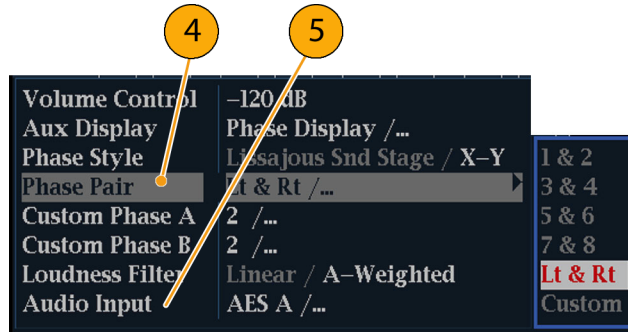 4 5
Volume Control –120 dB
Aux Display Phase Display /...
Phase Style Lissajous Snd Stage / X–Y
Phase Pair Lt & Rt /...
Custom Phase A 2 /...
Custom Phase B 2 /...
Loudness Filter Linear / A–Weighted
Audio Input AES A /...
1 & 2
3 & 4
5 & 6
7 & 8
Lt & Rt
Custom